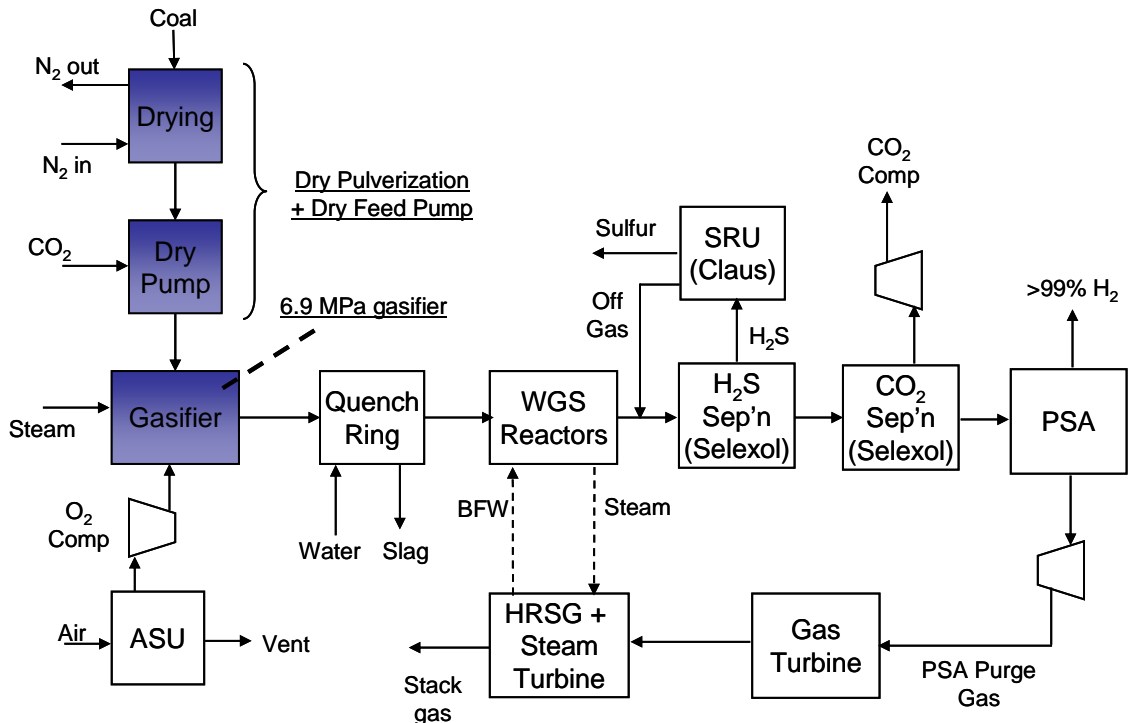 Coal
N₂ out
Drying
N₂ in
Dry Pulverization
+ Dry Feed Pump
CO₂
Dry
Pump
6.9 MPa gasifier
Gasifier
Steam
O₂
Comp
Air
ASU
Vent
Quench
Ring
Water
Slag
WGS
Reactors
BFW
Steam
Sulfur
SRU
(Claus)
Off
Gas
H₂S
H₂S
Sep'n
(Selexol)
CO₂
Comp
CO₂
Sep'n
(Selexol)
>99% H₂
PSA
HRSG +
Steam
Turbine
Stack
gas
Gas
Turbine
PSA Purge
Gas